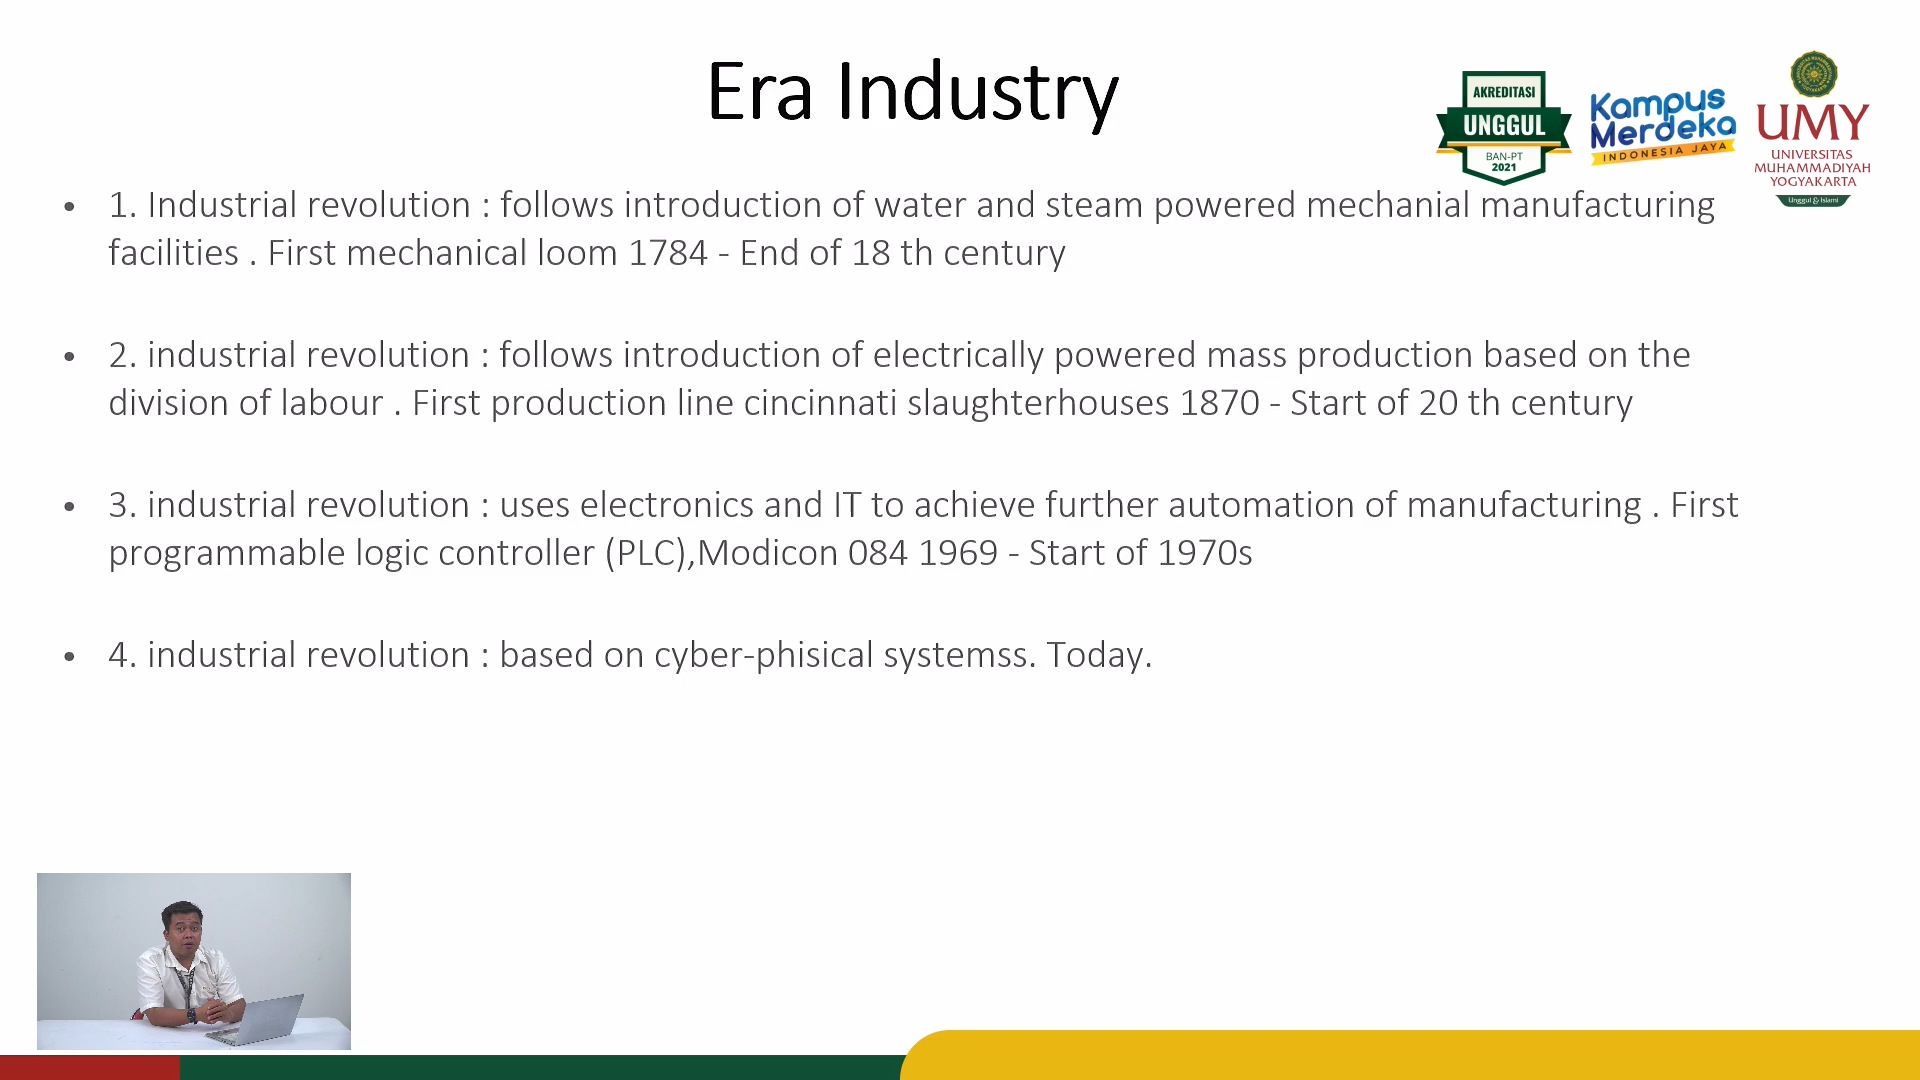 Era Industry
AKREDITASI
UNGGUL
BAN-PT
2021
Kampus
Merdeka
INDONESIA JAYA
UMY
UNIVERSITAS
MUHAMMADIYAH
YOGYAKARTA
Unggul & Islami
• 1. Industrial revolution : follows introduction of water and steam powered mechanial manufacturing
facilities . First mechanical loom 1784 - End of 18 th century
• 2. industrial revolution : follows introduction of electrically powered mass production based on the
division of labour . First production line cincinnati slaughterhouses 1870 - Start of 20 th century
• 3. industrial revolution : uses electronics and IT to achieve further automation of manufacturing . First
programmable logic controller (PLC),Modicon 084 1969 - Start of 1970s
• 4. industrial revolution : based on cyber-phisical systemss. Today.